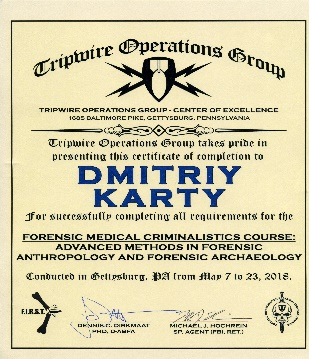 Tripwire Operations Group
TRIPWIRE OPERATIONS GROUP - CENTER OF EXCELLENCE
1685 BALTIMORE PIKE, GETTYSBURG, PENNSYLVANIA
Tripwire Operations Group takes pride in
presenting this certificate of completion to
DMITRIY
KARTY
For successfully completing all requirements for the
FORENSIC MEDICAL CRIMINALISTICS COURSE:
ADVANCED METHODS IN FORENSIC
ANTHROPOLOGY AND FORENSIC ARCHAEOLOGY
Conducted in Gettysburg, PA from May 7 to 23, 2018.
F.I.R.S.T.
DENNIS C. DIRKMAAT
PHD, D-ABFA
MICHAEL J. HOCHREIN
SP. AGENT (FBI, RET.)